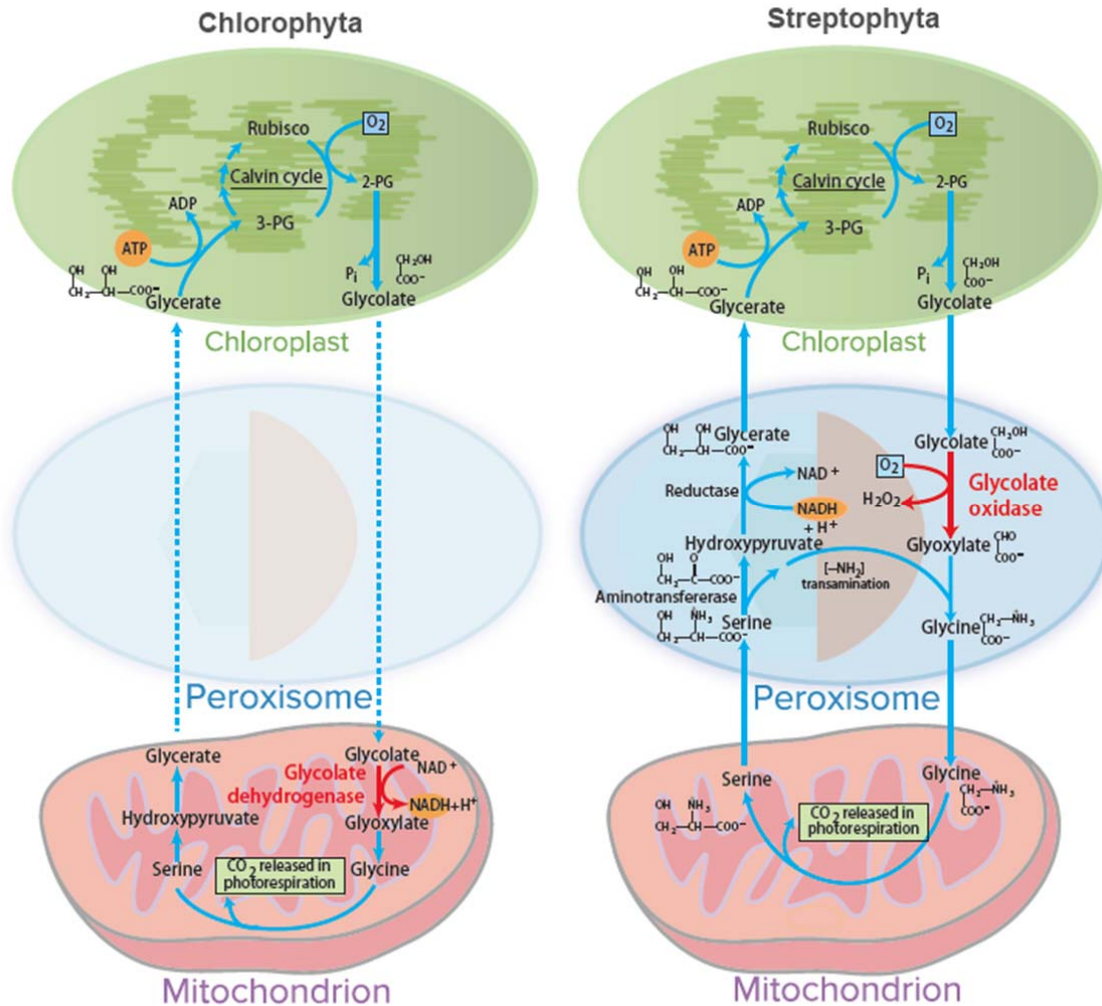 Chlorophyta
Rubisco
O2
Calvin cycle
2-PG
ADP
3-PG
ATP
Pi
CH2OH
COO-
OH OH
CH2-CH-COO-
Glycerate
Glycolate
Chloroplast
Peroxisome
Glycerate
Glycolate
NAD+
Glycolate
dehydrogenase
NADH+H+
Hydroxypyruvate
Glyoxylate
Serine
CO2 released in
photorespiration
Glycine
Mitochondrion
Streptophyta
Rubisco
O2
Calvin cycle
2-PG
ADP
3-PG
ATP
Pi
CH2OH
COO-
OH OH
CH2-CH-COO-
Glycerate
Glycolate
Chloroplast
OH OH
CH2-CH-COO-
Glycerate
Glycolate
CH2OH
COO-
O2
NAD+
Reductase
H2O2
Glycolate
oxidase
NADH
+ H+
Hydroxypyruvate
Glyoxylate
CHO
COO-
OH O
CH2-C-COO-
[-NH2]
transamination
Aminotransfererase
OH NH3
CH2-CH-COO-
Serine
Glycine
CH2-NH3
COO-
Peroxisome
Serine
OH NH3
CH2-CH-COO-
CO2 released in
photorespiration
Glycine
CH2-NH3
COO-
Mitochondrion